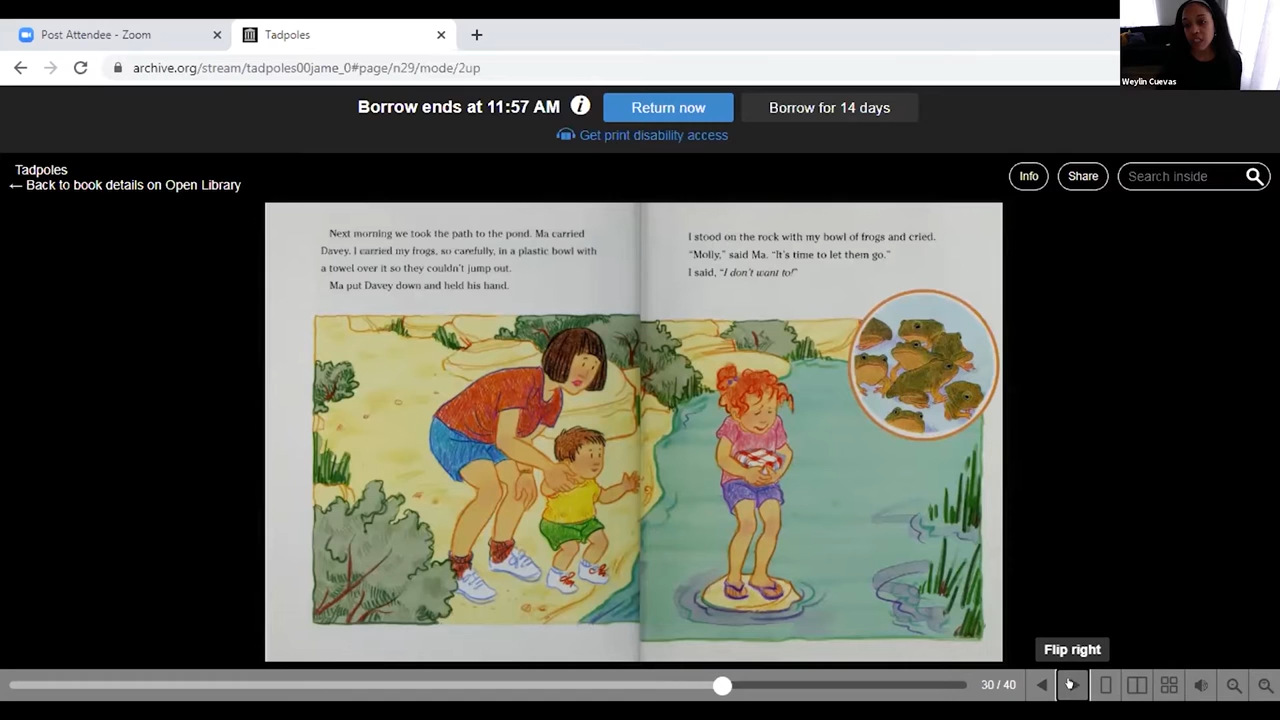 Post Attendee - Zoom
Tadpoles
archive.org/stream/tadpoles00jame_0#page/n29/mode/2up
Weylin Cuevas
Borrow ends at 11:57 AM
Return now
Borrow for 14 days
Get print disability access
Tadpoles
← Back to book details on Open Library
Info
Share
Search inside
Next morning we took the path to the pond. Ma carried
Davey. I carried my frogs, so carefully, in a plastic bowl with
a towel over it so they couldn't jump out.
Ma put Davey down and held his hand.
I stood on the rock with my bowl of frogs and cried.
"Molly," said Ma. "It's time to let them go."
I said, "I don't want to!"
Flip right
30 / 40